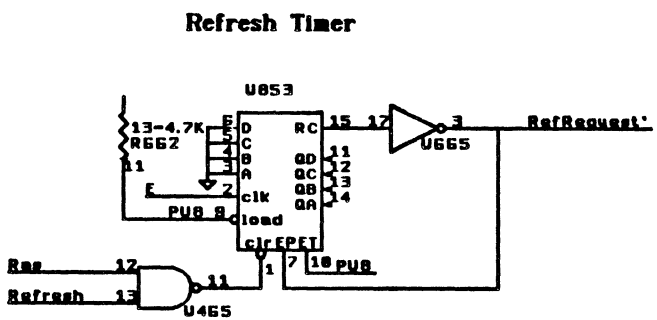 Refresh Timer
U853
13-4.7K
R662
11
6 D
5 C
4 B
3 A
E 2 clk
PU8 9 load
RC 15
17 3 RefRequest'
U665
QD 11
QC 12
QB 13
QA 14
clr EP ET
1 7 10 PU8
Ras 12
11
Refresh 13
U465